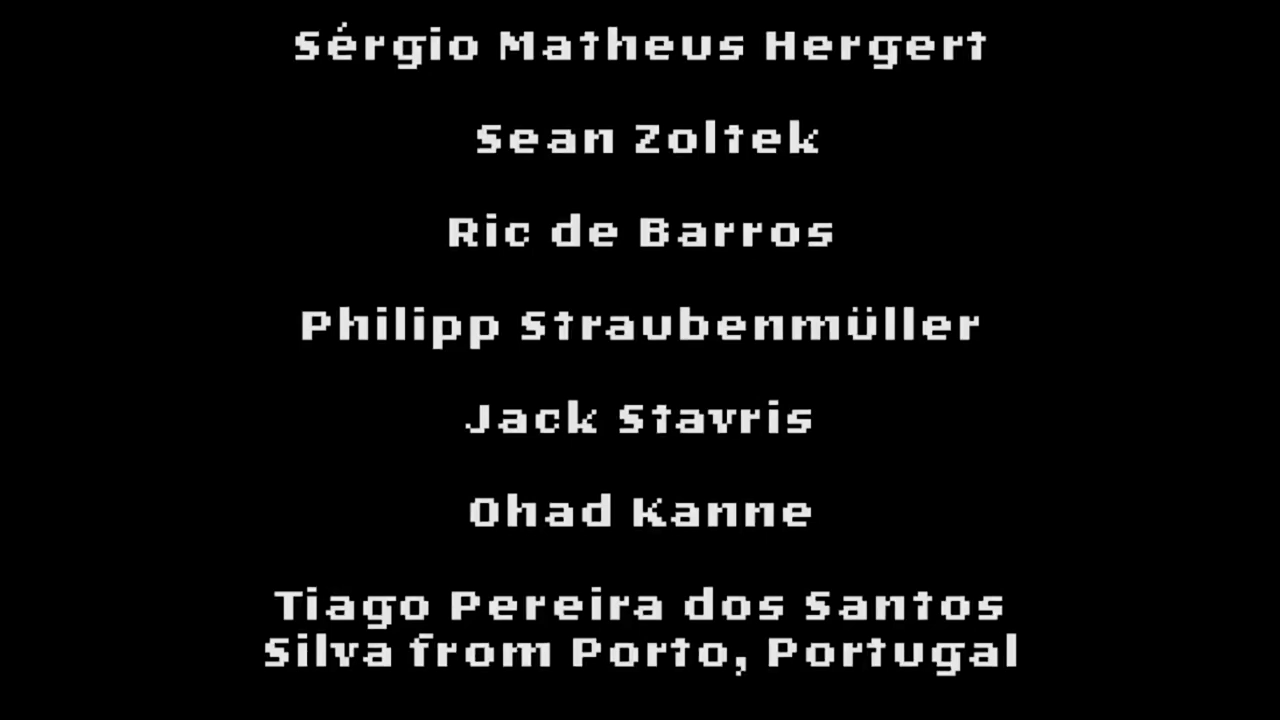 Sérgio Matheus Hergert
Sean Zoltek
Ric de Barros
Philipp Straubenmüller
Jack Stavris
Ohad Kanne
Tiago Pereira dos Santos
Silva from Porto, Portugal